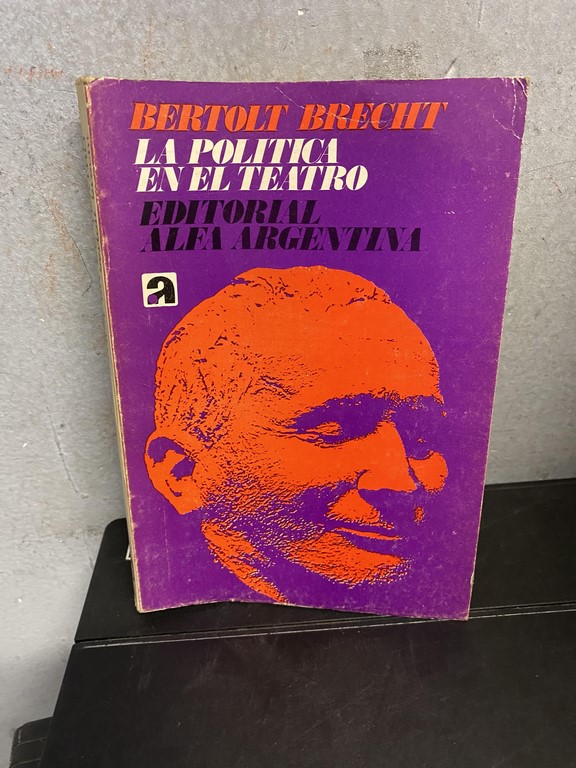 BERTOLT BRECHT
LA POLITICA
EN EL TEATRO
EDITORIAL
ALFA ARGENTINA
a